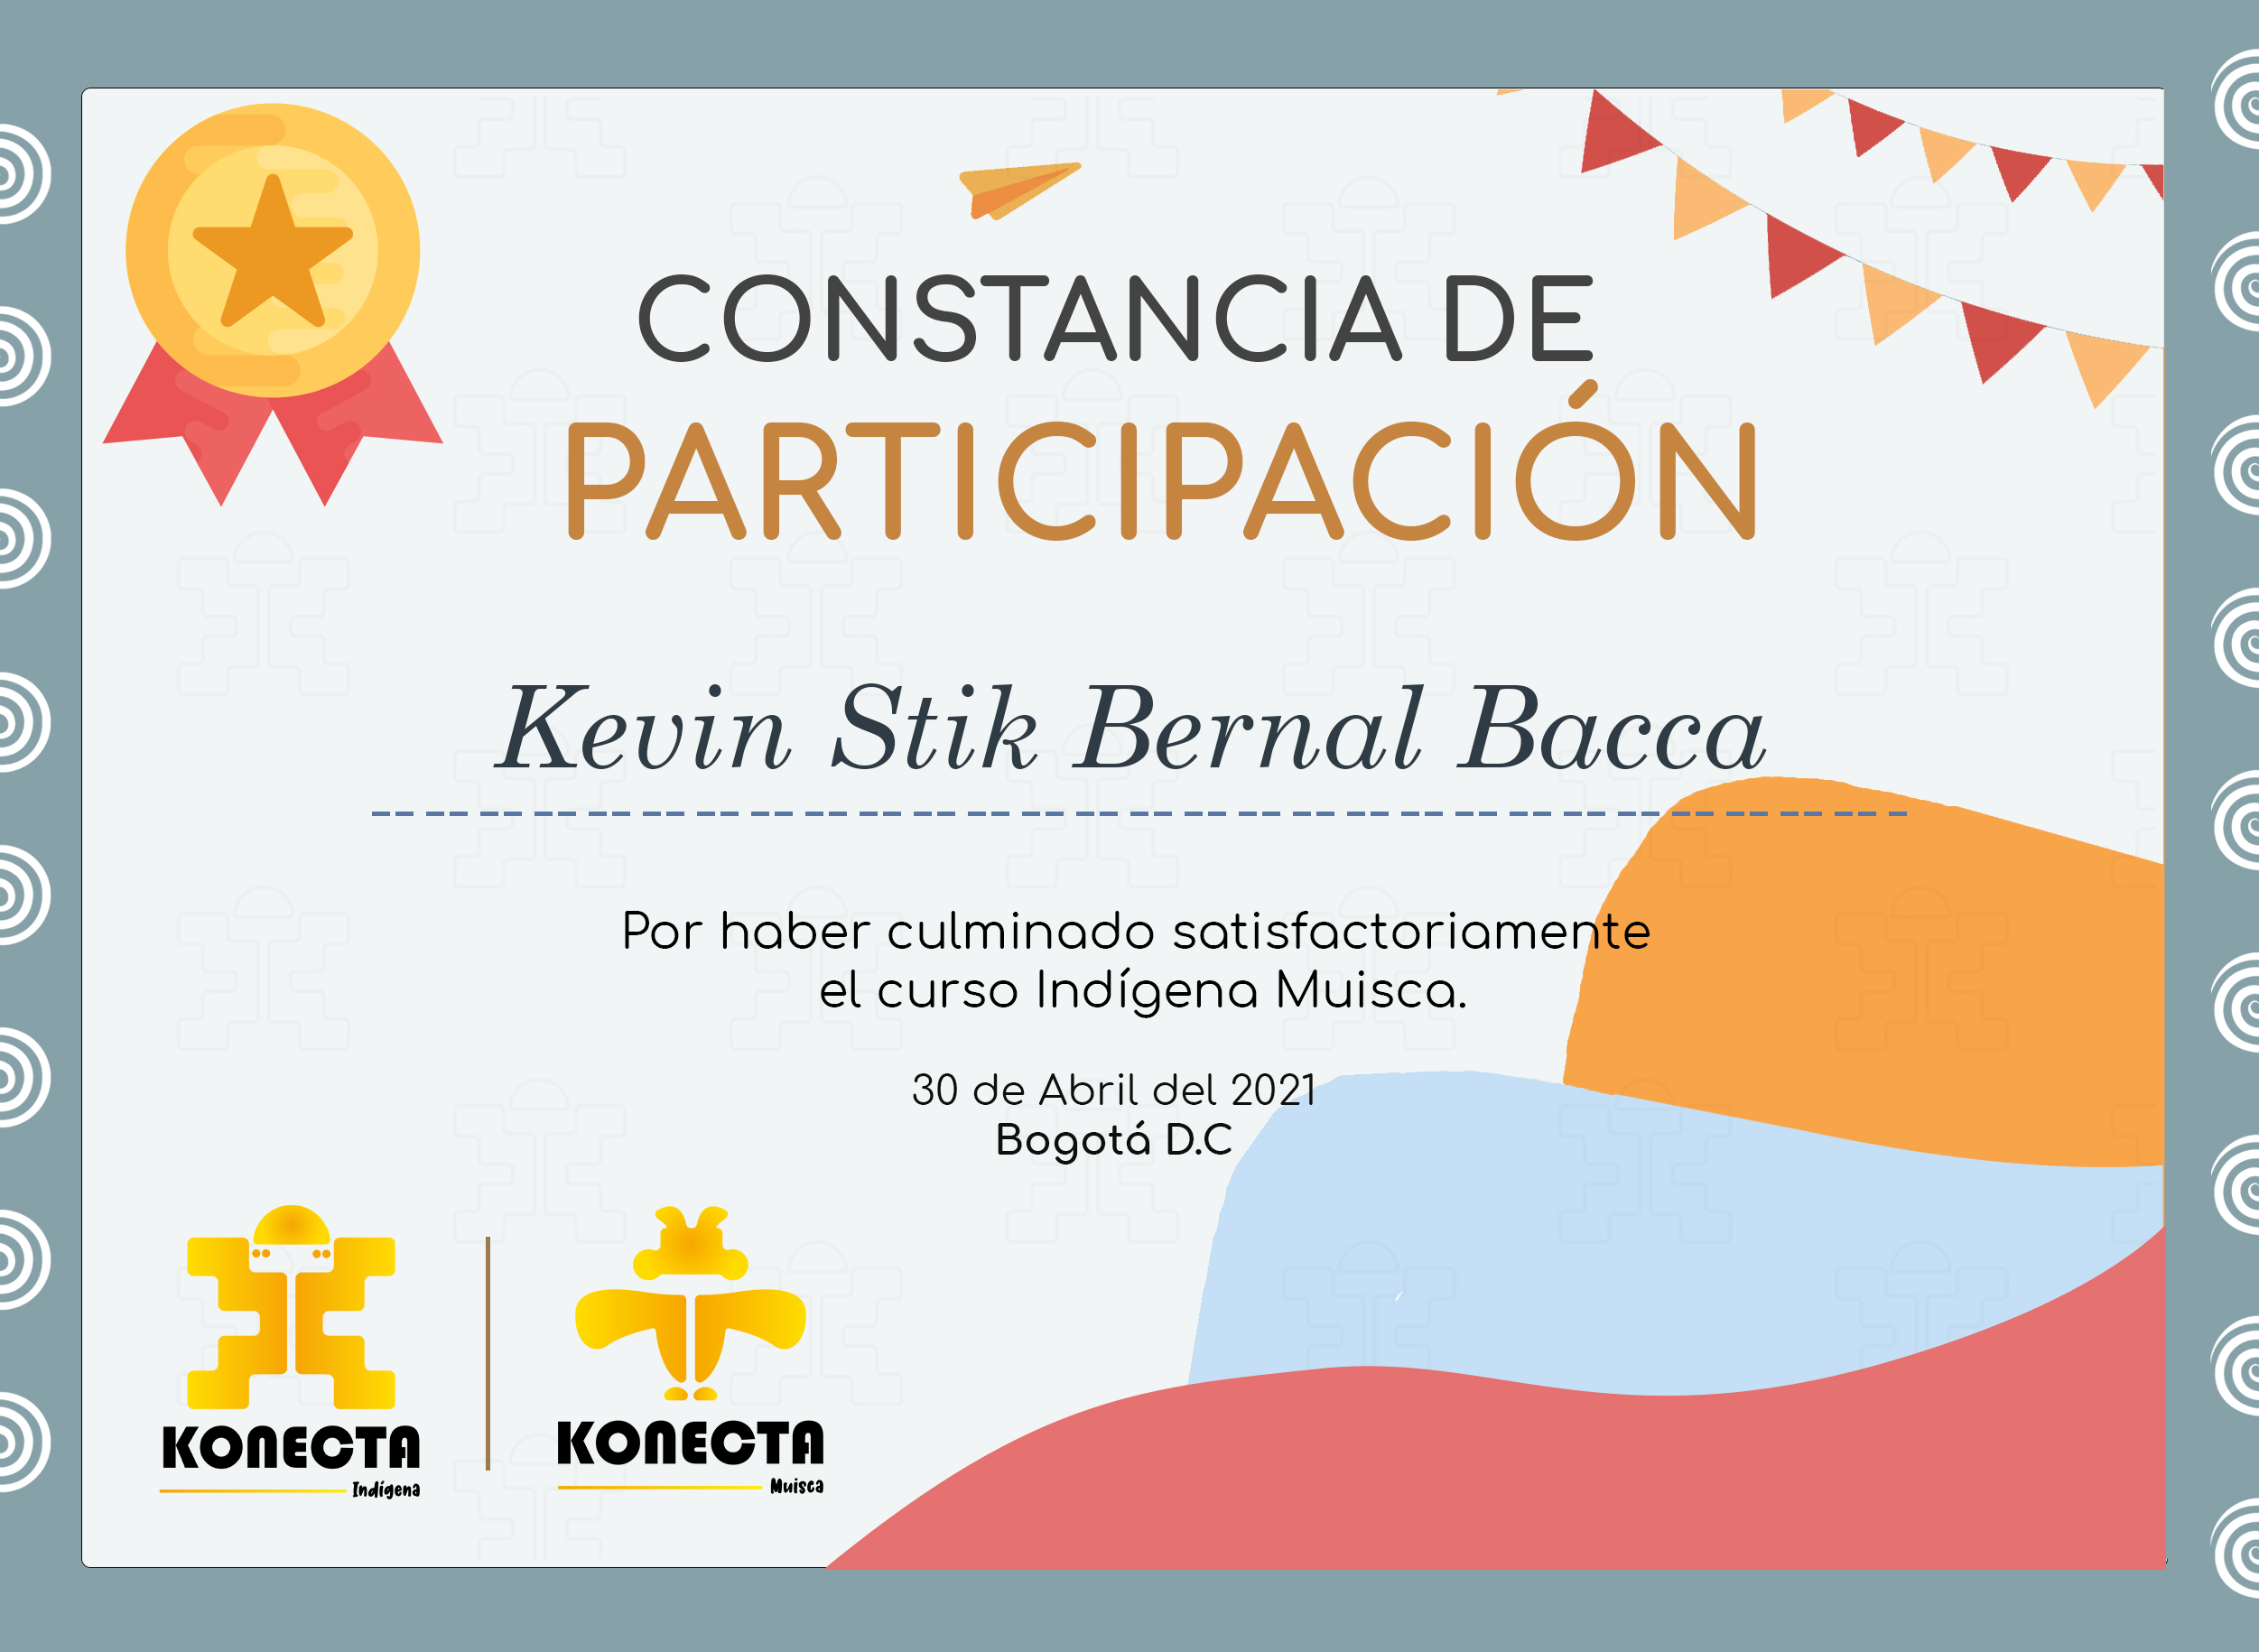 CONSTANCIA DE
PARTICIPACIÓN
Kevin Stik Bernal Bacca
Por haber culminado satisfactoriamente
el curso Indígena Muisca.
30 de Abril del 2021
Bogotá D.C
KONECTA
Indígena
KONECTA
Muisca